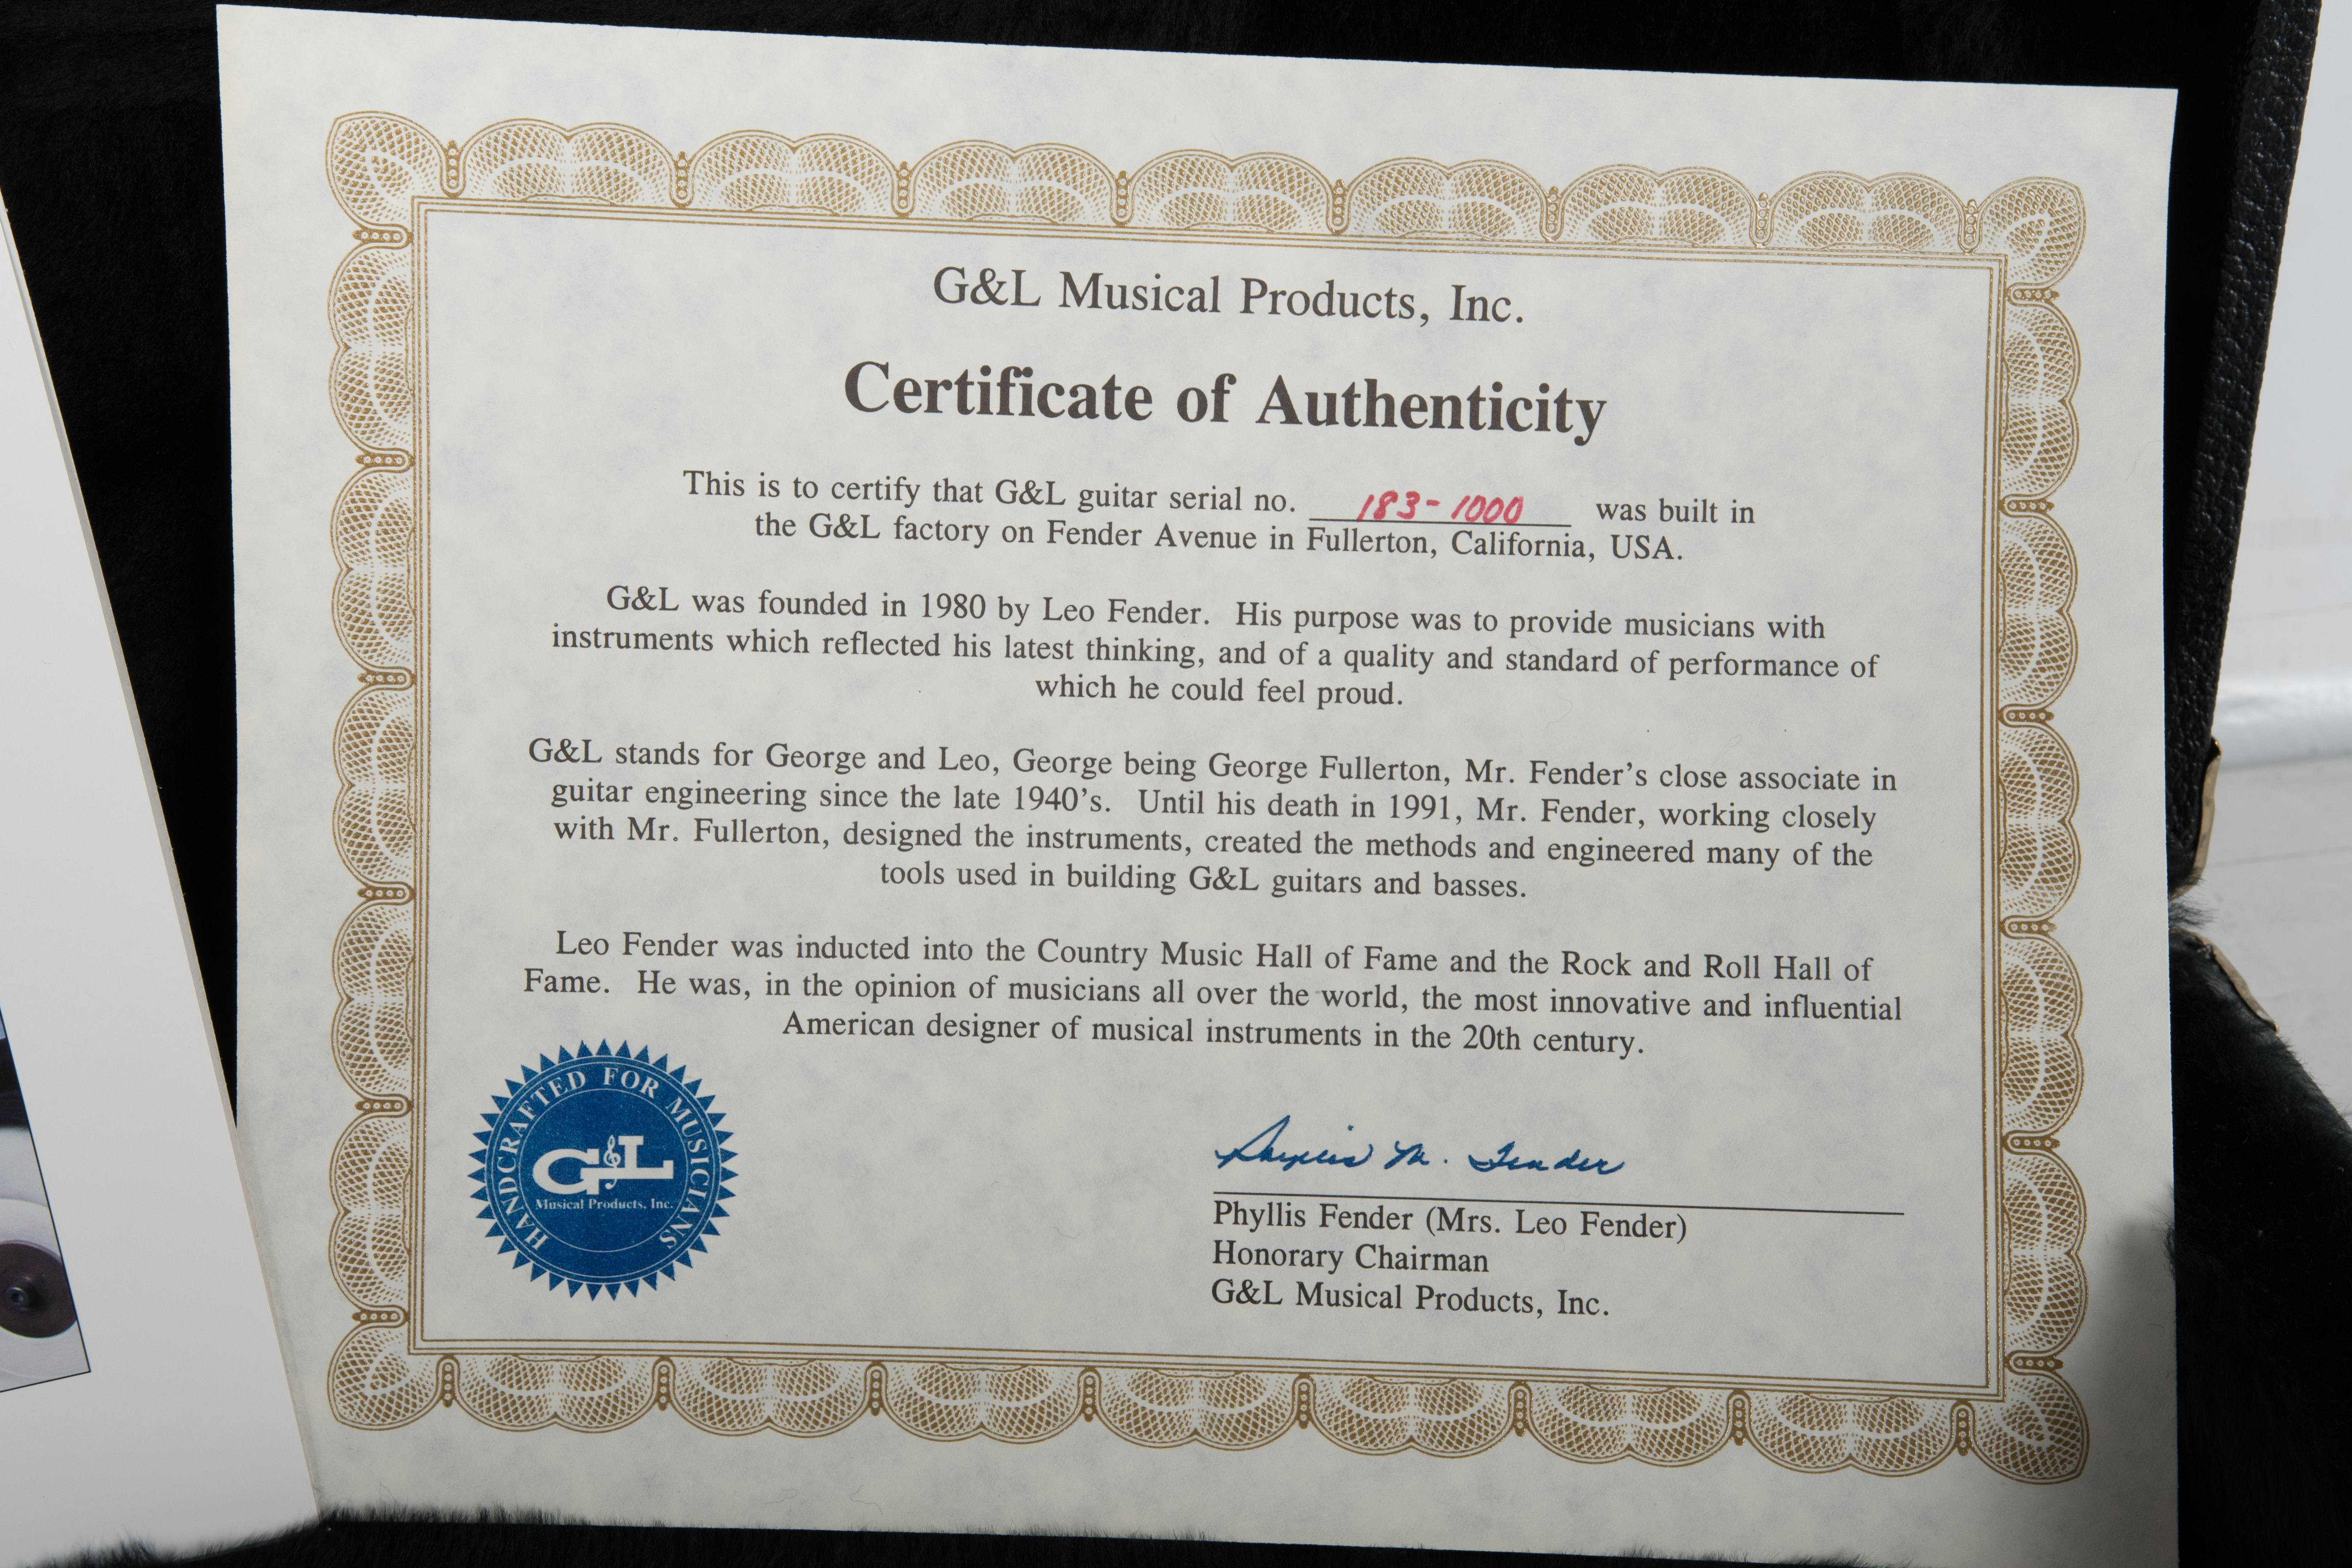 G&L Musical Products, Inc.
Certificate of Authenticity
This is to certify that G&L guitar serial no. 183-1000 was built in
the G&L factory on Fender Avenue in Fullerton, California, USA.
G&L was founded in 1980 by Leo Fender. His purpose was to provide musicians with
instruments which reflected his latest thinking, and of a quality and standard of performance of
which he could feel proud.
G&L stands for George and Leo, George being George Fullerton, Mr. Fender's close associate in
guitar engineering since the late 1940's. Until his death in 1991, Mr. Fender, working closely
with Mr. Fullerton, designed the instruments, created the methods and engineered many of the
tools used in building G&L guitars and basses.
Leo Fender was inducted into the Country Music Hall of Fame and the Rock and Roll Hall of
Fame. He was, in the opinion of musicians all over the world, the most innovative and influential
American designer of musical instruments in the 20th century.
HANDCRAFTED FOR MUSICIANS
G&L
Musical Products, Inc.
Phyllis M. Fender
Phyllis Fender (Mrs. Leo Fender)
Honorary Chairman
G&L Musical Products, Inc.